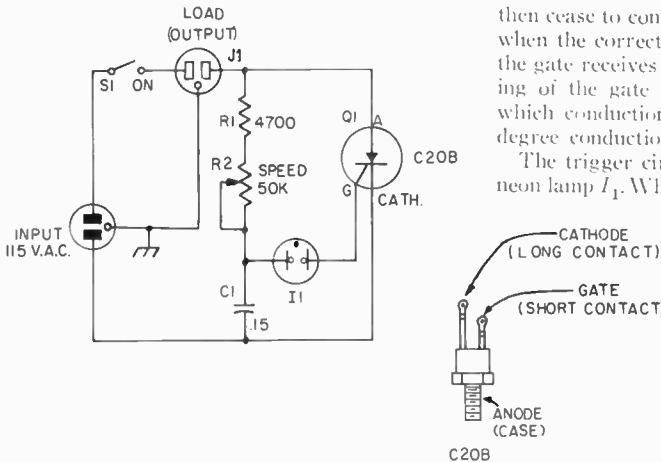 LOAD
(OUTPUT)
J1
S1 ON
R1 4700
R2 SPEED
50K
Q1 A
C20B
G
CATH.
INPUT
115 V.A.C.
C1
.15
I1
then cease to con
when the correct
the gate receives
ing of the gate
which conduction
degree conductio
The trigger cir
neon lamp I1. Wh
CATHODE
(LONG CONTACT)
GATE
(SHORT CONTACT
ANODE
(CASE)
C20B